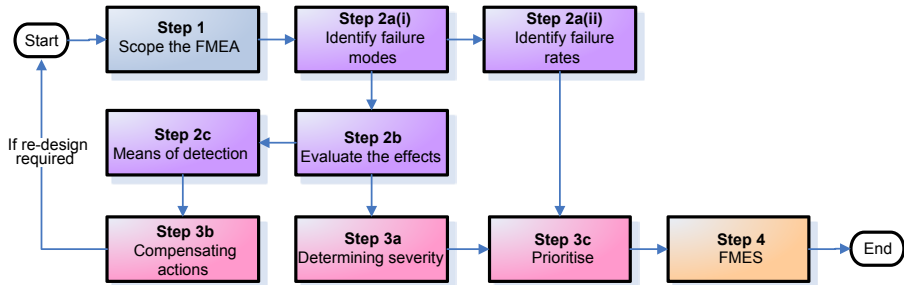 Start
Step 1
Scope the FMEA
Step 2a(i)
Identify failure
modes
Step 2a(ii)
Identify failure
rates
If re-design
required
Step 2c
Means of detection
Step 2b
Evaluate the effects
Step 3b
Compensating
actions
Step 3a
Determining severity
Step 3c
Prioritise
Step 4
FMES
End